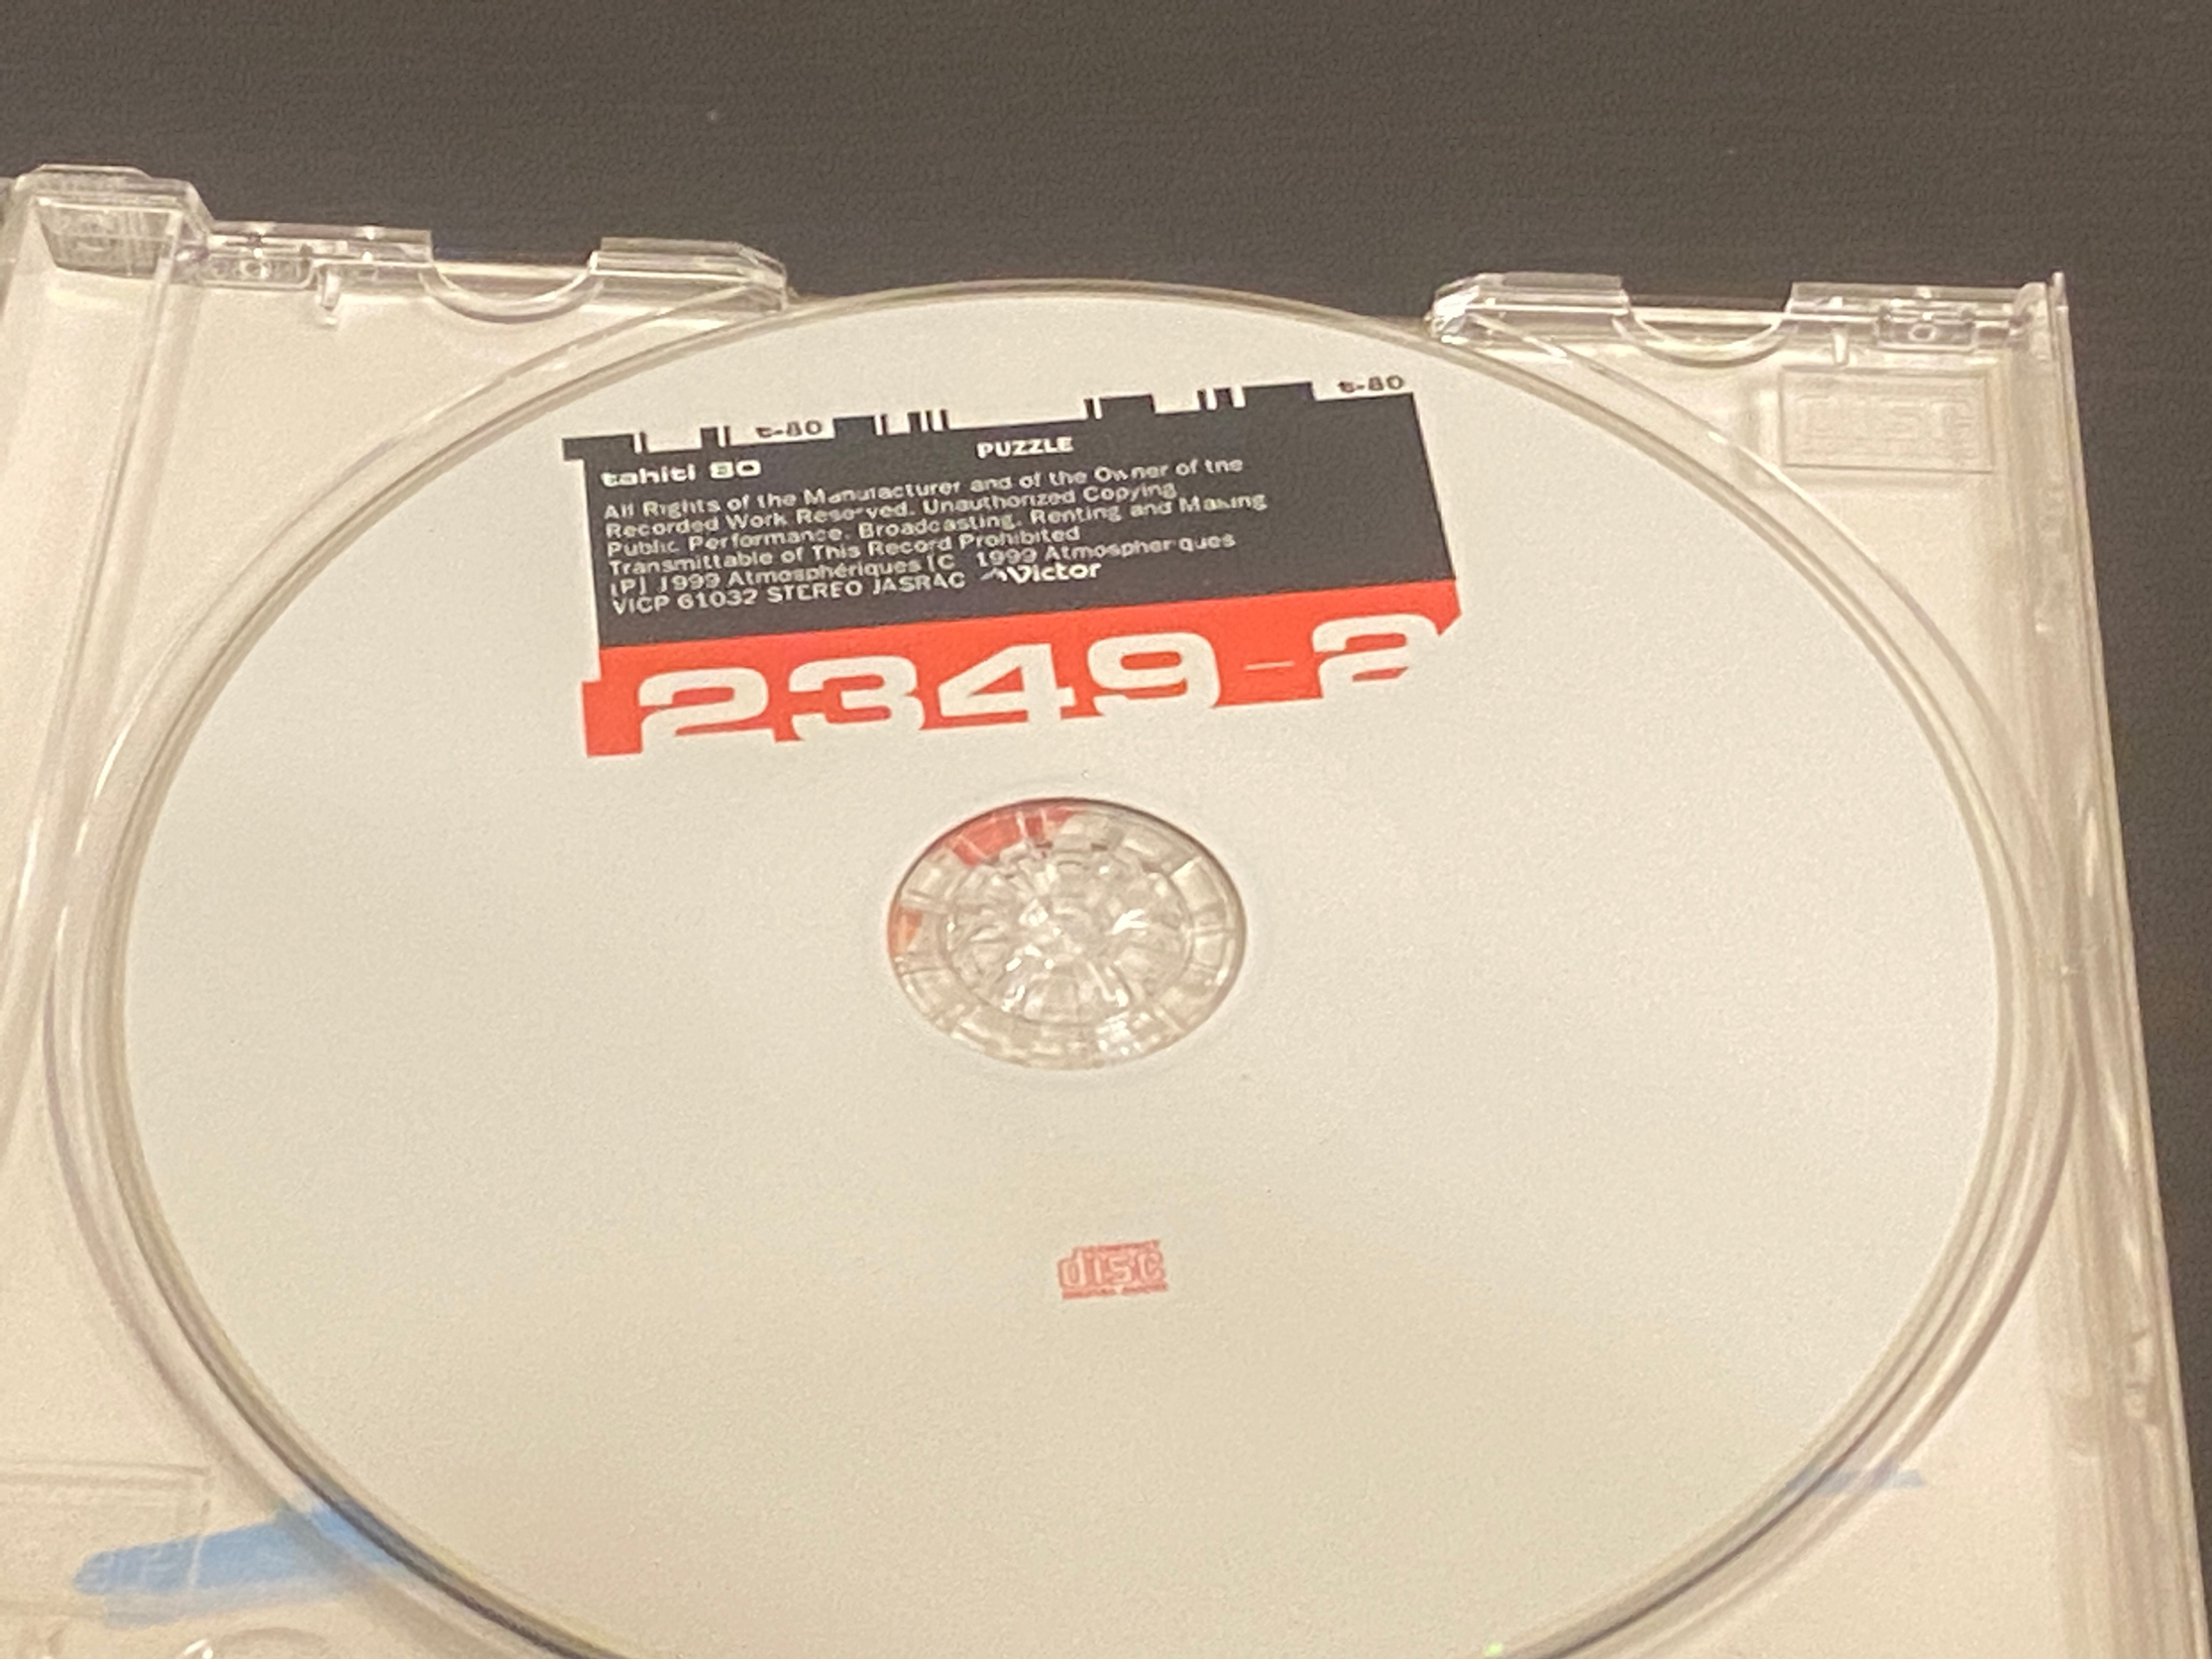 t-80
t-80
PUZZLE
tahiti 80
All Rights of the Manufacturer and of the Owner of the
Recorded Work Reserved. Unauthorized Copying
Public Performance. Broadcasting. Renting and Making
Transmittable of This Record Prohibited
[P] 1999 Atmosphériques [C 1999 Atmospheriques
VICP 61032 STEREO JASRAC Victor
2349-2
disc